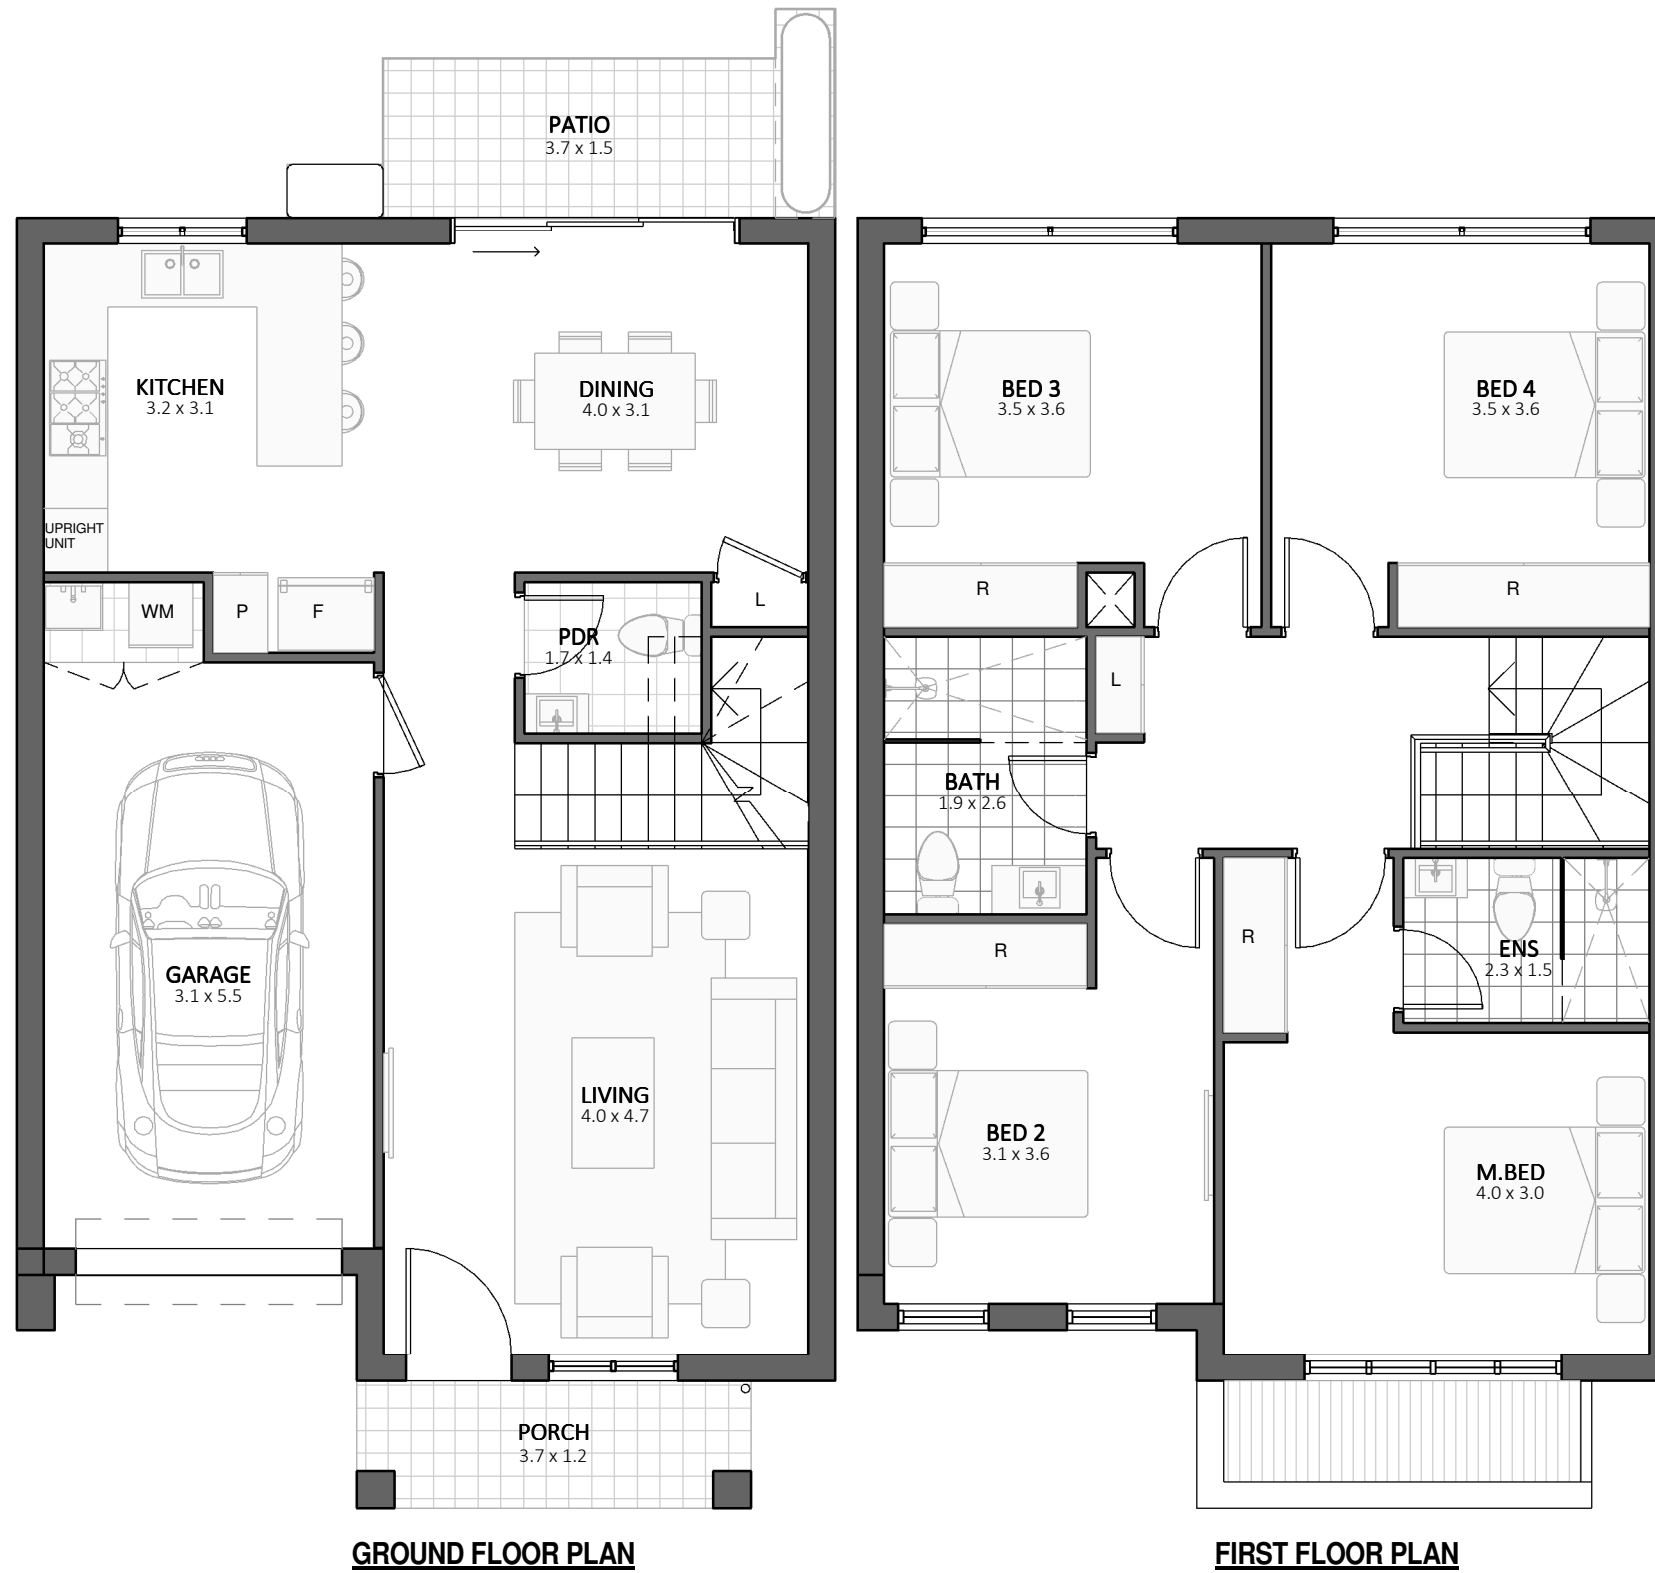 PATIO
3.7 x 1.5
KITCHEN
3.2 x 3.1
DINING
4.0 x 3.1
UPRIGHT
UNIT
WM
P
F
L
PDR
1.7 x 1.4
GARAGE
3.1 x 5.5
LIVING
4.0 x 4.7
PORCH
3.7 x 1.2
GROUND FLOOR PLAN
BED 3
3.5 x 3.6
BED 4
3.5 x 3.6
R
R
L
BATH
1.9 x 2.6
R
R
ENS
2.3 x 1.5
BED 2
3.1 x 3.6
M.BED
4.0 x 3.0
FIRST FLOOR PLAN